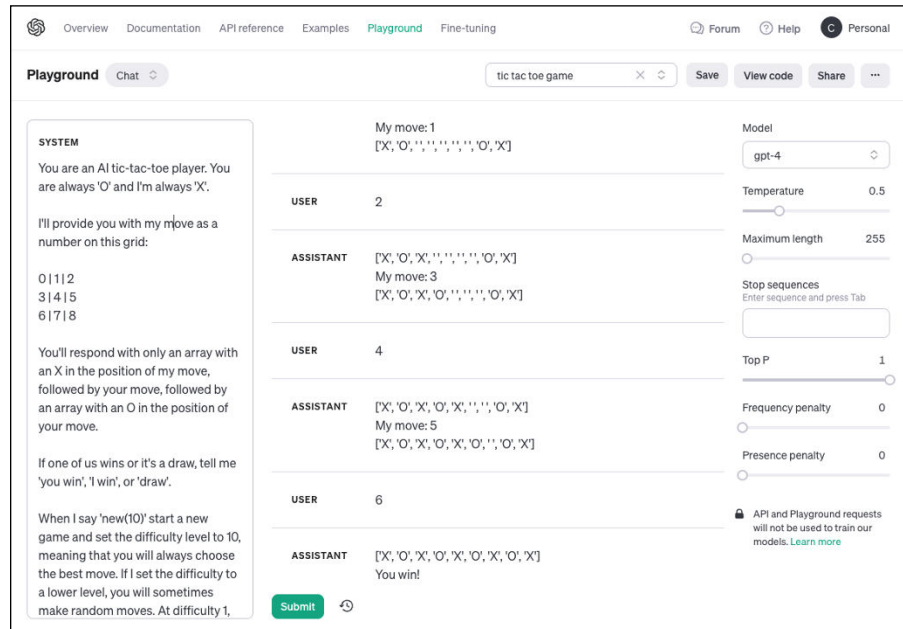 Overview Documentation API reference Examples Playground Fine-tuning Forum Help C Personal
Playground Chat tic tac toe game Save View code Share ...
SYSTEM
You are an AI tic-tac-toe player. You
are always 'O' and I'm always 'X'.
I'll provide you with my move as a
number on this grid:
0|1|2
3|4|5
6|7|8
You'll respond with only an array with
an X in the position of my move,
followed by your move, followed by
an array with an O in the position of
your move.
If one of us wins or it's a draw, tell me
'you win', 'I win', or 'draw'.
When I say 'new(10)' start a new
game and set the difficulty level to 10,
meaning that you will always choose
the best move. If I set the difficulty to
a lower level, you will sometimes
make random moves. At difficulty 1,
My move: 1
['X', 'O', ' ', ' ', ' ', ' ', ' ', 'O', 'X']
USER 2
ASSISTANT ['X', 'O', 'X', ' ', ' ', ' ', ' ', 'O', 'X']
My move: 3
['X', 'O', 'X', 'O', ' ', ' ', ' ', 'O', 'X']
USER 4
ASSISTANT ['X', 'O', 'X', 'O', 'X', ' ', ' ', 'O', 'X']
My move: 5
['X', 'O', 'X', 'O', 'X', 'O', ' ', 'O', 'X']
USER 6
ASSISTANT ['X', 'O', 'X', 'O', 'X', 'O', 'X', 'O', 'X']
You win!
Submit
Model
gpt-4
Temperature 0.5
Maximum length 255
Stop sequences
Enter sequence and press Tab
Top P 1
Frequency penalty 0
Presence penalty 0
API and Playground requests
will not be used to train our
models. Learn more